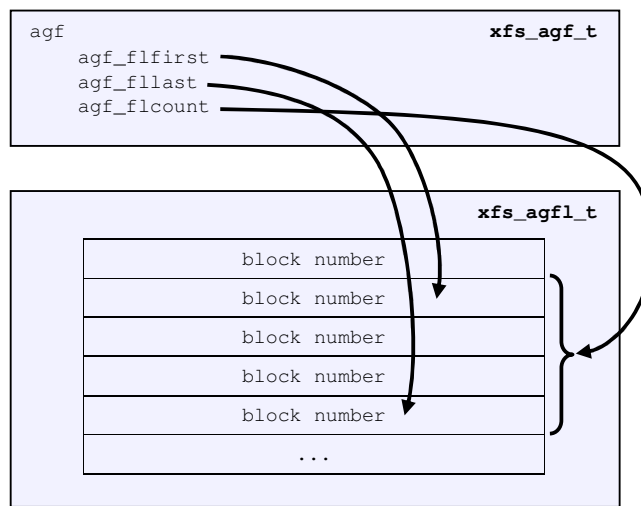 agf xfs_agf_t
agf_flfirst
agf_fllast
agf_flcount
xfs_agfl_t
block number
block number
block number
block number
block number
...